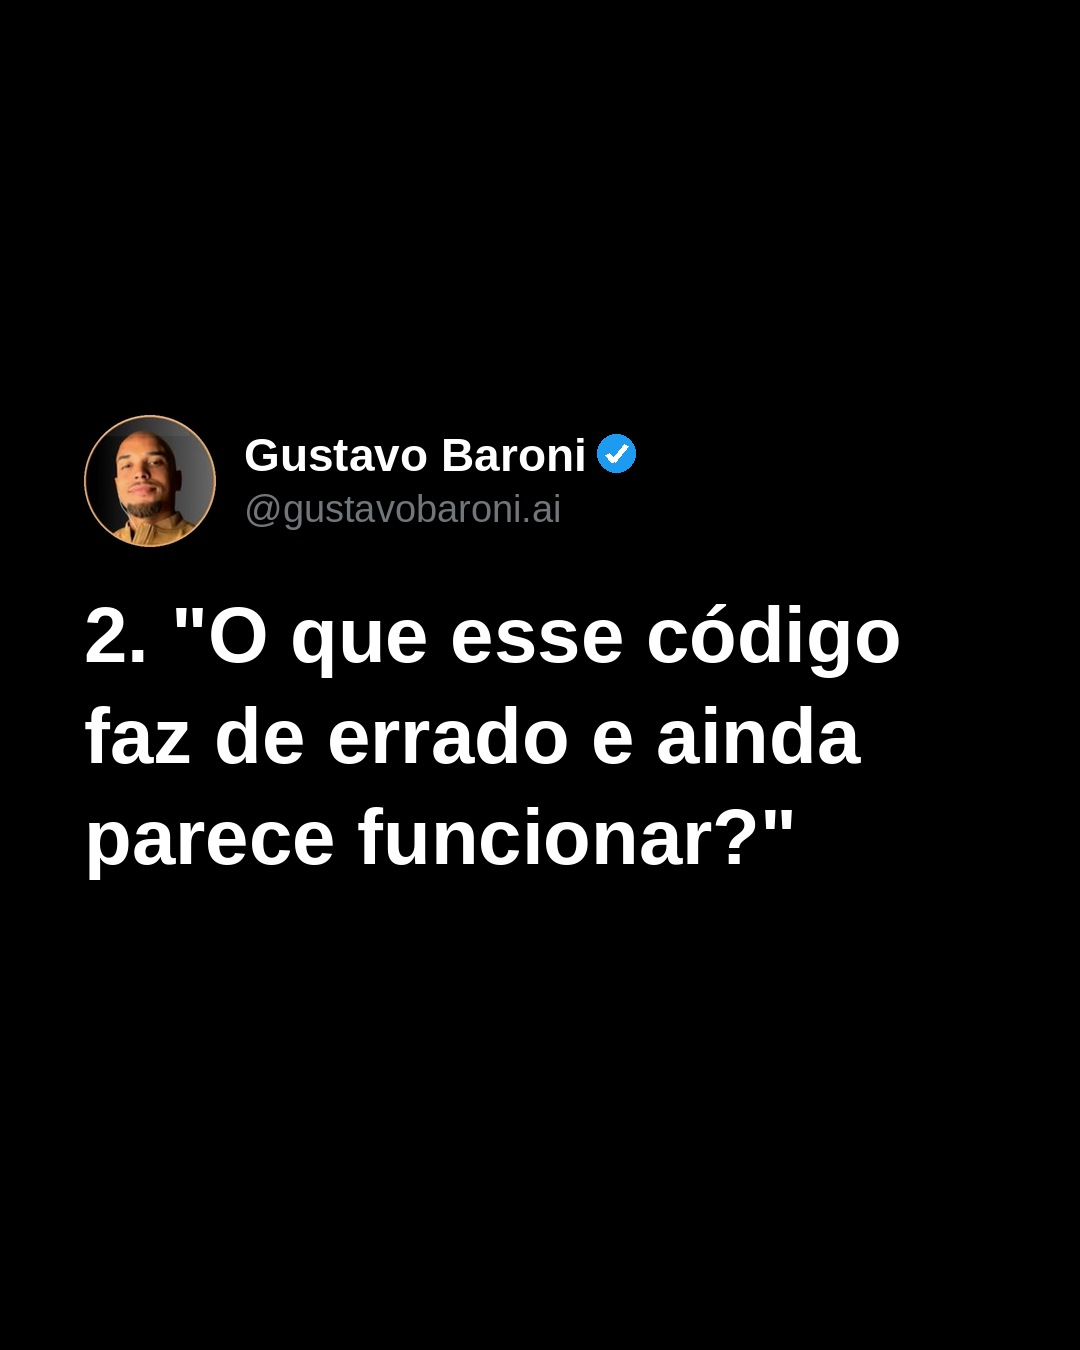 Gustavo Baroni
@gustavobaroni.ai
2. "O que esse código
faz de errado e ainda
parece funcionar?"